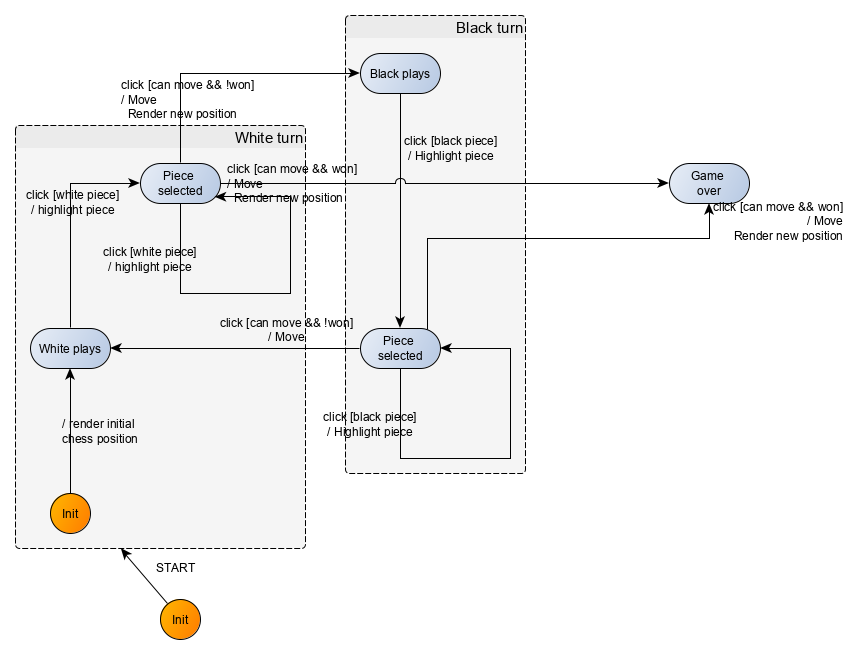 Black turn
Black plays
click [can move && !won]
/ Move
Render new position
White turn
click [black piece]
/ Highlight piece
Piece
selected
click [can move && won]
/ Move
Render new position
Game
over
click [white piece]
/ highlight piece
click [can move && won]
/ Move
Render new position
click [white piece]
/ highlight piece
click [can move && !won]
/ Move
White plays
Piece
selected
click [black piece]
/ Highlight piece
/ render initial
chess position
Init
START
Init